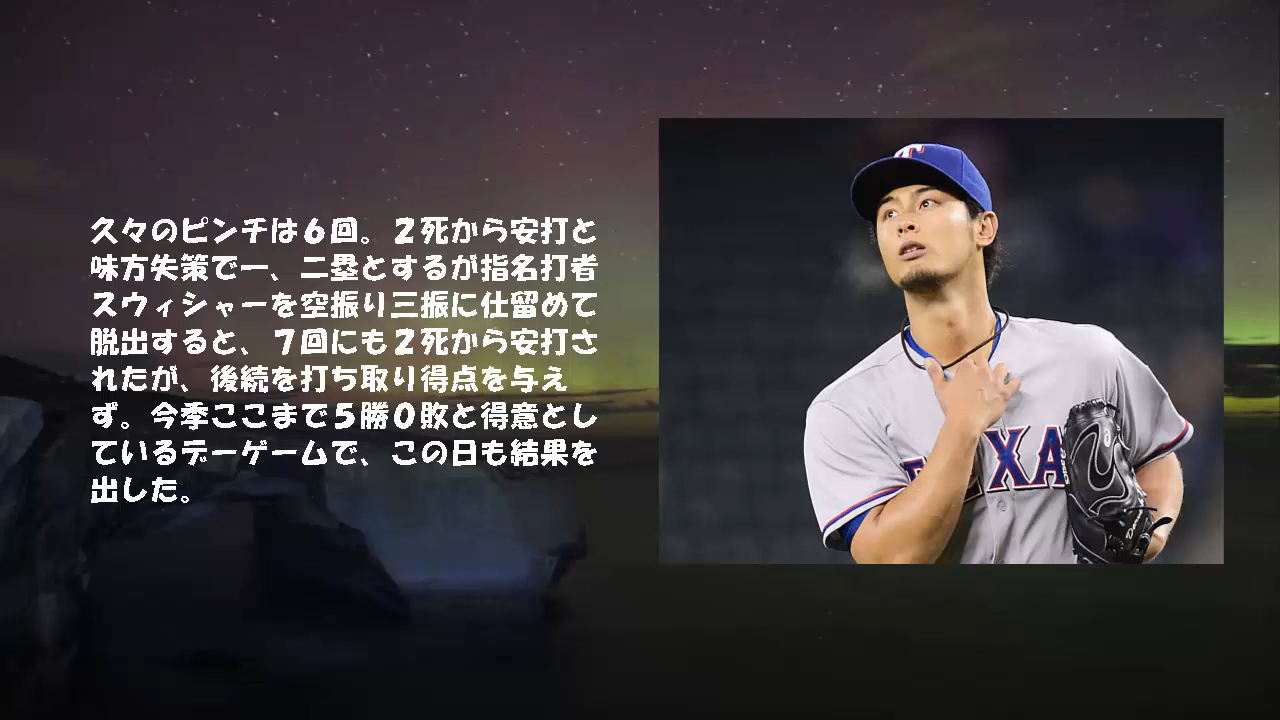 久々のピンチは６回。２死から安打と
味方失策で一、二塁とするが指名打者
スウィシャーを空振り三振に仕留めて
脱出すると、７回にも２死から安打さ
れたが、後続を打ち取り得点を与え
ず。今季ここまで５勝０敗と得意とし
ているデーゲームで、この日も結果を
出した。
T
EXA